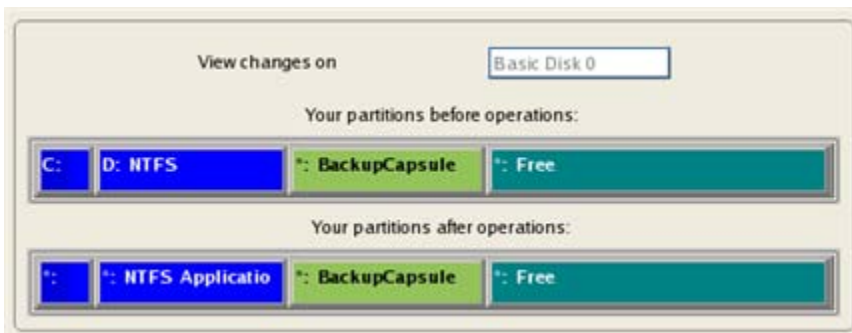 View changes on Basic Disk 0
Your partitions before operations:
C: D: NTFS *: BackupCapsule *: Free
Your partitions after operations:
*: *: NTFS Applicatio *: BackupCapsule *: Free